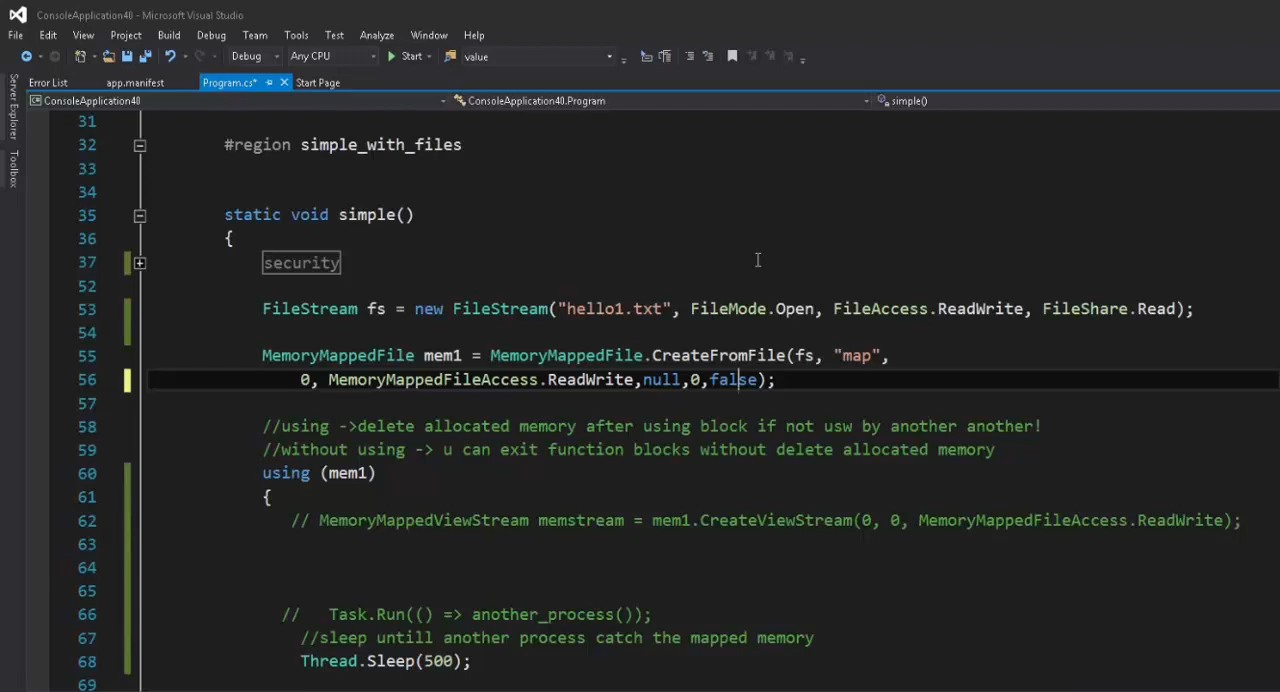 ConsoleApplication40 - Microsoft Visual Studio
File Edit View Project Build Debug Team Tools Test Analyze Window Help
Debug Any CPU Start value
Server Explorer
Toolbox
Error List app.manifest Program.cs* Start Page
ConsoleApplication40 ConsoleApplication40.Program simple()
31
32 #region simple_with_files
33
34
35 static void simple()
36 {
37 security
52
53 FileStream fs = new FileStream("hello1.txt", FileMode.Open, FileAccess.ReadWrite, FileShare.Read);
54
55 MemoryMappedFile mem1 = MemoryMappedFile.CreateFromFile(fs, "map",
56 0, MemoryMappedFileAccess.ReadWrite,null,0,false);
57
58 //using ->delete allocated memory after using block if not usw by another another!
59 //without using -> u can exit function blocks without delete allocated memory
60 using (mem1)
61 {
62 // MemoryMappedViewStream memstream = mem1.CreateViewStream(0, 0, MemoryMappedFileAccess.ReadWrite);
63
64
65
66 // Task.Run(() => another_process());
67 //sleep untill another process catch the mapped memory
68 Thread.Sleep(500);
69